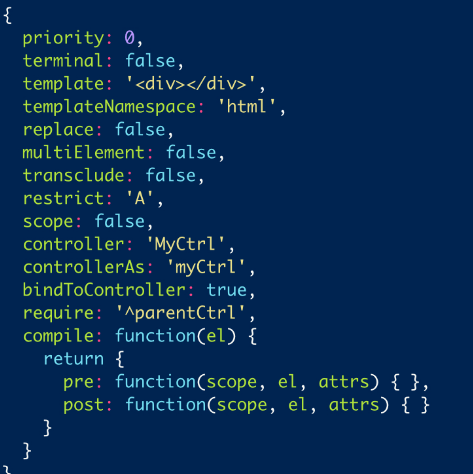 {
  priority: 0,
  terminal: false,
  template: '<div></div>',
  templateNamespace: 'html',
  replace: false,
  multiElement: false,
  transclude: false,
  restrict: 'A',
  scope: false,
  controller: 'MyCtrl',
  controllerAs: 'myCtrl',
  bindToController: true,
  require: '^parentCtrl',
  compile: function(el) {
    return {
      pre: function(scope, el, attrs) { },
      post: function(scope, el, attrs) { }
    }
  }
}